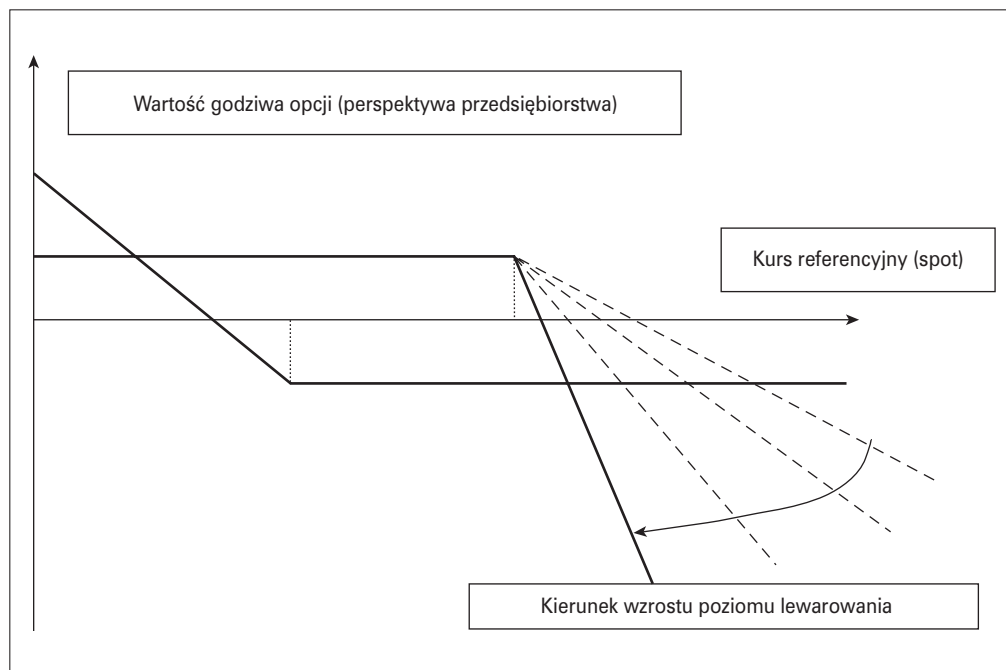 Wartość godziwa opcji (perspektywa przedsiębiorstwa)
Kurs referencyjny (spot)
Kierunek wzrostu poziomu lewarowania